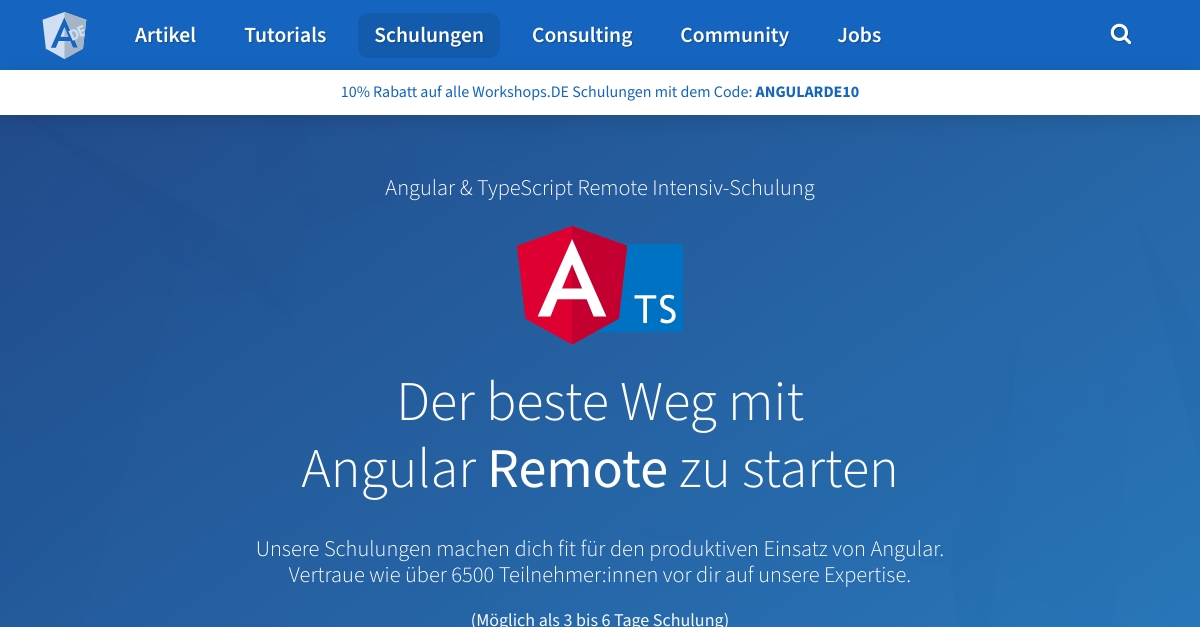 A DE
Artikel Tutorials Schulungen Consulting Community Jobs
10% Rabatt auf alle Workshops.DE Schulungen mit dem Code: ANGULARDE10
Angular & TypeScript Remote Intensiv-Schulung
A TS
Der beste Weg mit
Angular Remote zu starten
Unsere Schulungen machen dich fit für den produktiven Einsatz von Angular.
Vertraue wie über 6500 Teilnehmer:innen vor dir auf unsere Expertise.
(Möglich als 3 bis 6 Tage Schulung)